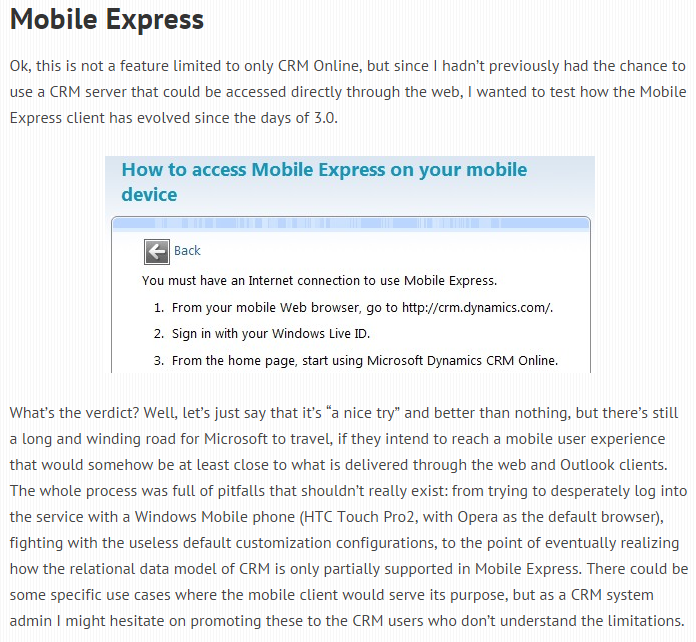 Mobile Express
Ok, this is not a feature limited to only CRM Online, but since I hadn’t previously had the chance to
use a CRM server that could be accessed directly through the web, I wanted to test how the Mobile
Express client has evolved since the days of 3.0.
How to access Mobile Express on your mobile
device
Back
You must have an Internet connection to use Mobile Express.
1. From your mobile Web browser, go to http://crm.dynamics.com/.
2. Sign in with your Windows Live ID.
3. From the home page, start using Microsoft Dynamics CRM Online.
What’s the verdict? Well, let’s just say that it’s “a nice try” and better than nothing, but there’s still
a long and winding road for Microsoft to travel, if they intend to reach a mobile user experience
that would somehow be at least close to what is delivered through the web and Outlook clients.
The whole process was full of pitfalls that shouldn’t really exist: from trying to desperately log into
the service with a Windows Mobile phone (HTC Touch Pro2, with Opera as the default browser),
fighting with the useless default customization configurations, to the point of eventually realizing
how the relational data model of CRM is only partially supported in Mobile Express. There could be
some specific use cases where the mobile client would serve its purpose, but as a CRM system
admin I might hesitate on promoting these to the CRM users who don’t understand the limitations.